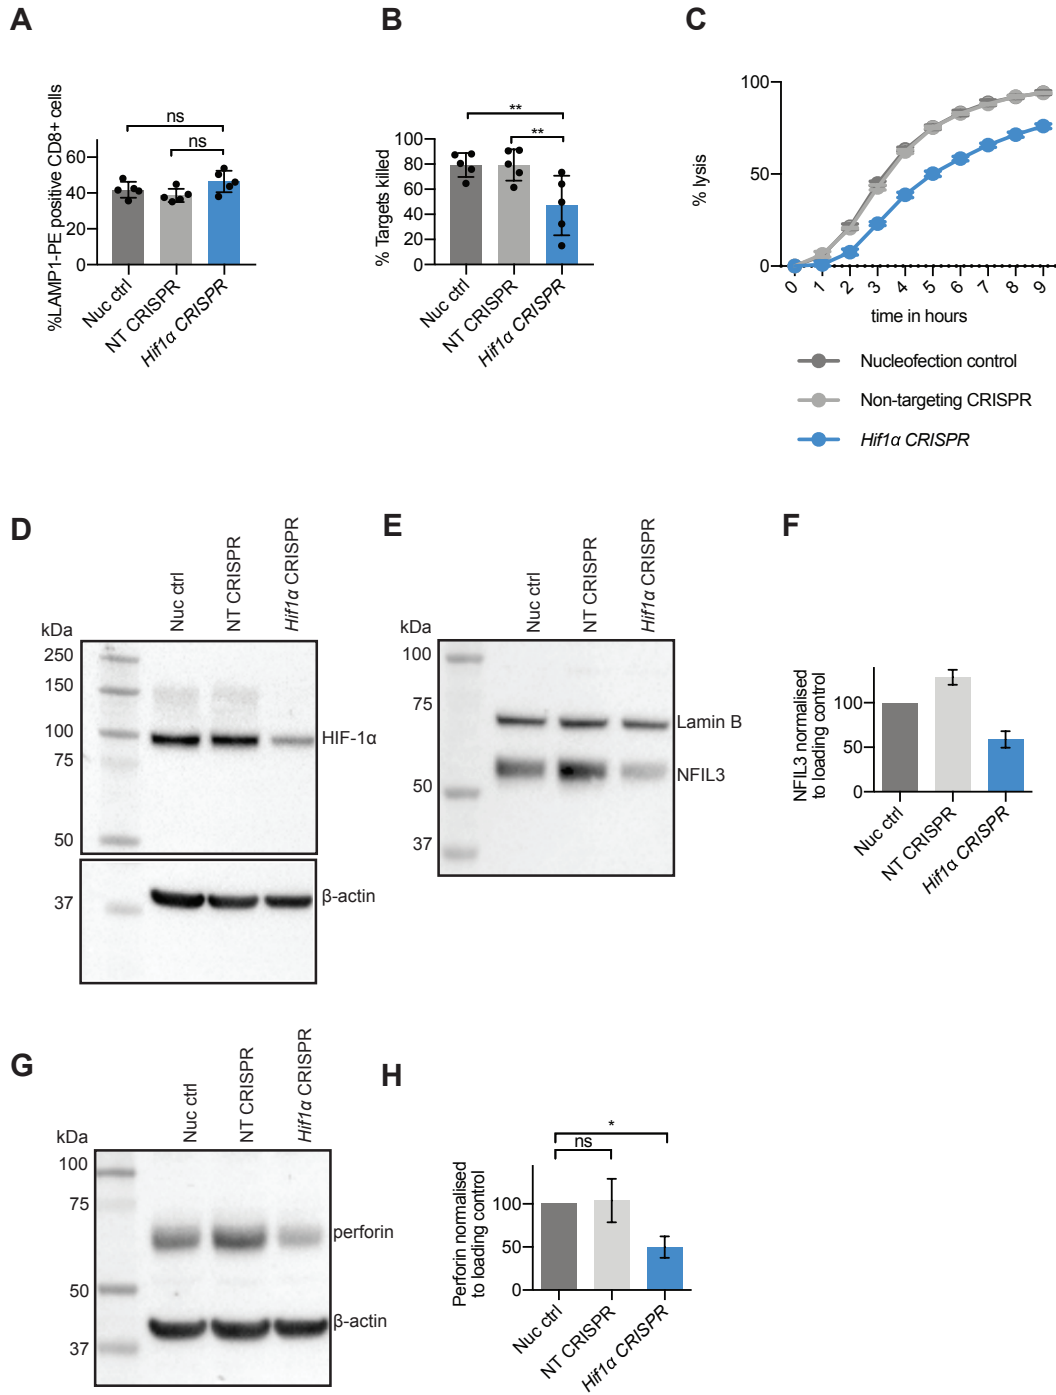 A
%LAMP1-PE positive CD8+ cells
60
40
20
0
ns
ns
Nuc ctrl
NT CRISPR
Hif1α CRISPR
B
% Targets killed
100
80
60
40
20
0
**
**
Nuc ctrl
NT CRISPR
Hif1α CRISPR
C
% lysis
100
50
0
0 1 2 3 4 5 6 7 8 9
time in hours
Nucleofection control
Non-targeting CRISPR
Hif1α CRISPR
D
Nuc ctrl
NT CRISPR
Hif1α CRISPR
kDa
250
150
100
75
50
HIF-1α
37
β-actin
E
Nuc ctrl
NT CRISPR
Hif1α CRISPR
kDa
100
75
50
37
Lamin B
NFIL3
F
NFIL3 normalised
to loading control
100
50
0
Nuc ctrl
NT CRISPR
Hif1α CRISPR
G
Nuc ctrl
NT CRISPR
Hif1α CRISPR
kDa
100
75
50
37
perforin
β-actin
H
Perforin normalised
to loading control
100
50
0
*
ns
Nuc ctrl
NT CRISPR
Hif1α CRISPR